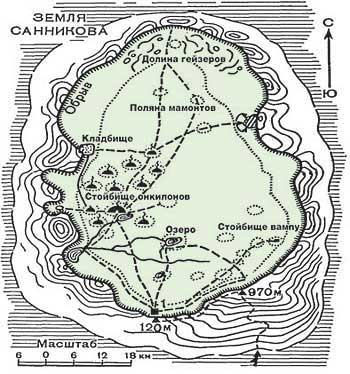 ЗЕМЛЯ
САННИКОВА
С
Ю
Долина гейзеров
Обрыв
Поляна мамонтов
Кладбище
Стойбище онкилонов
Озеро
Стойбище вампу
1
970м
120м
Масштаб
6 0 6 12 18 км